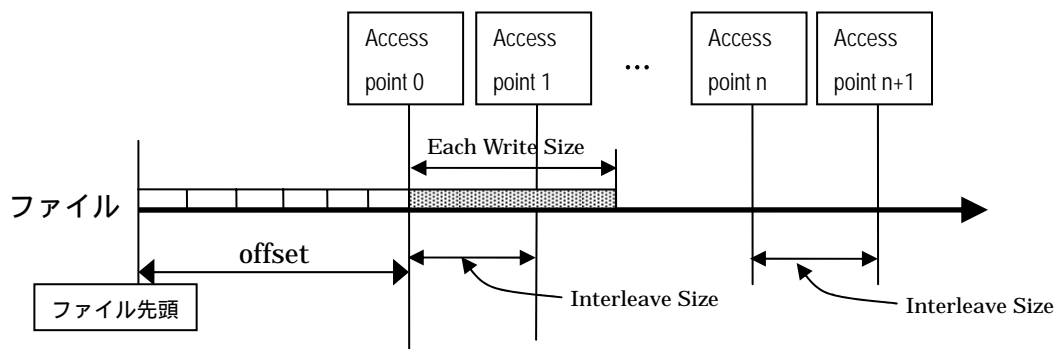 Access
point 0
Access
point 1
…
Access
point n
Access
point n+1
Each Write Size
ファイル
offset
Interleave Size
Interleave Size
ファイル先頭